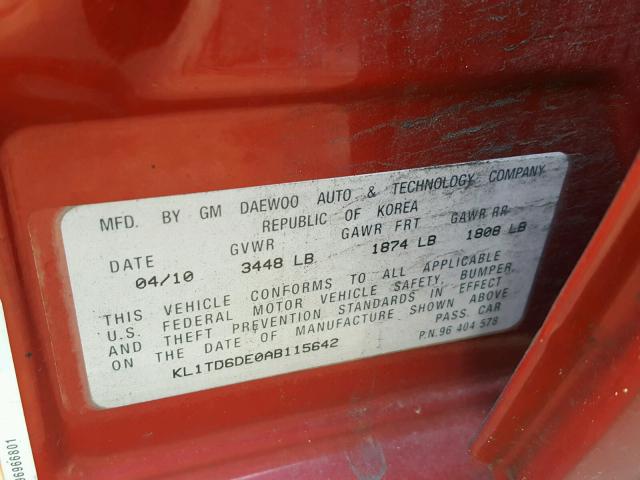 MFD. BY GM DAEWOO AUTO & TECHNOLOGY COMPANY
REPUBLIC OF KOREA
DATE GVWR GAWR FRT GAWR RR
04/10 3448 LB 1874 LB 1808 LB
THIS VEHICLE CONFORMS TO ALL APPLICABLE
U.S. FEDERAL MOTOR VEHICLE SAFETY, BUMPER,
AND THEFT PREVENTION STANDARDS IN EFFECT
ON THE DATE OF MANUFACTURE SHOWN ABOVE
PASS. CAR
KL1TD6DE0AB115642 P.N.96 404 578
96966801